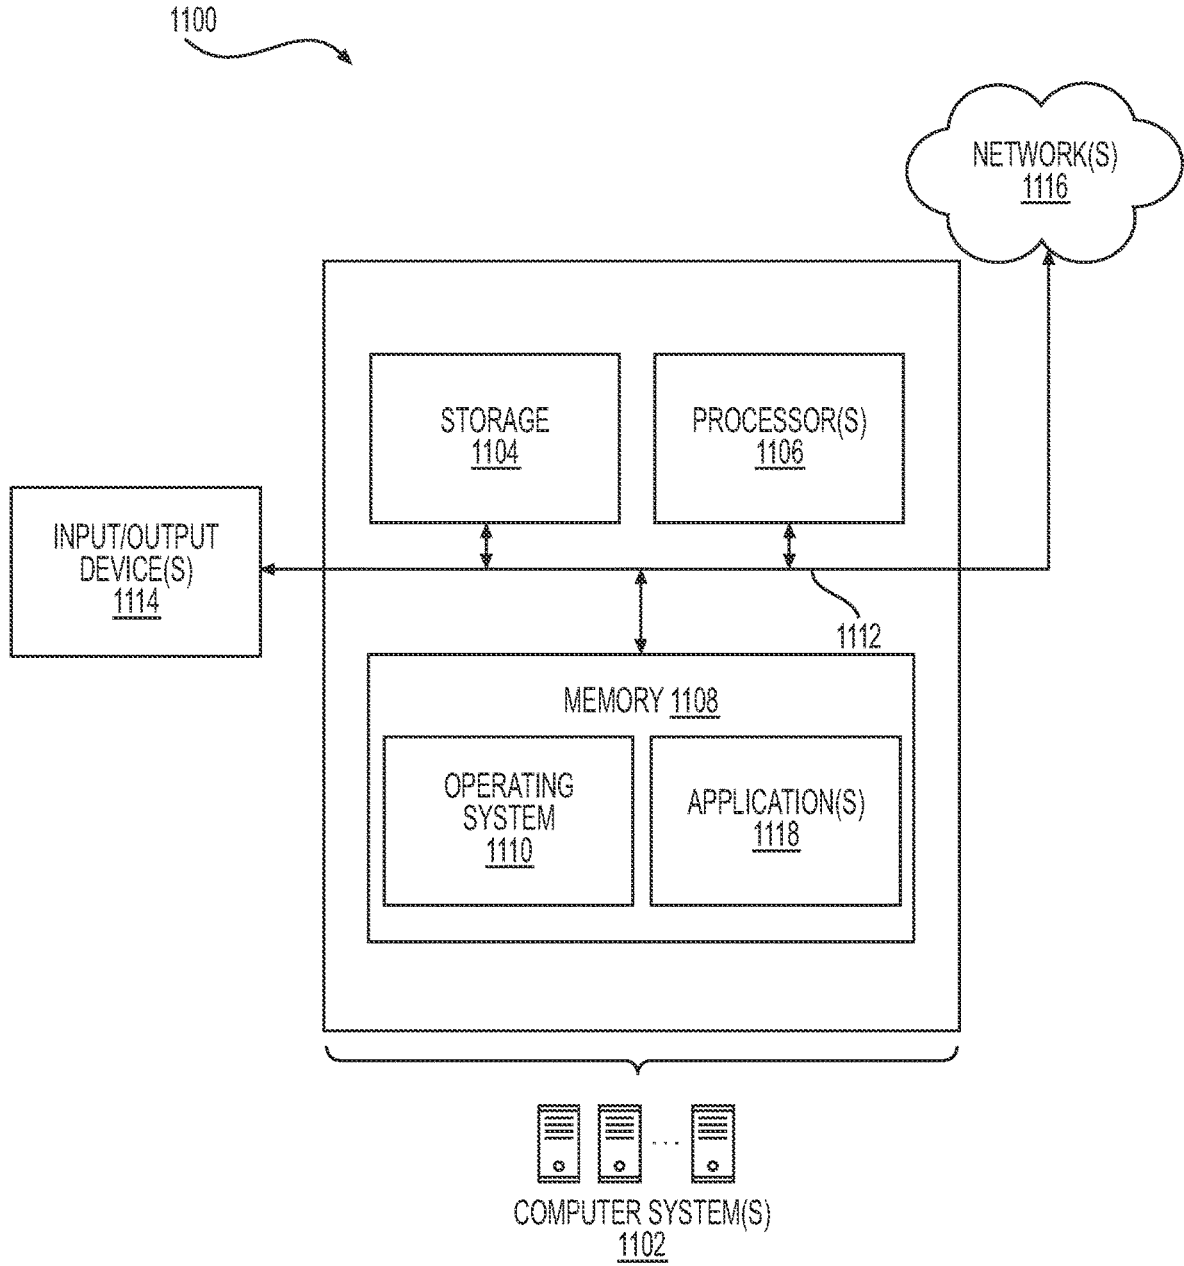 1100
NETWORK(S)
1116
STORAGE
1104
PROCESSOR(S)
1106
INPUT/OUTPUT
DEVICE(S)
1114
1112
MEMORY 1108
OPERATING
SYSTEM
1110
APPLICATION(S)
1118
COMPUTER SYSTEM(S)
1102